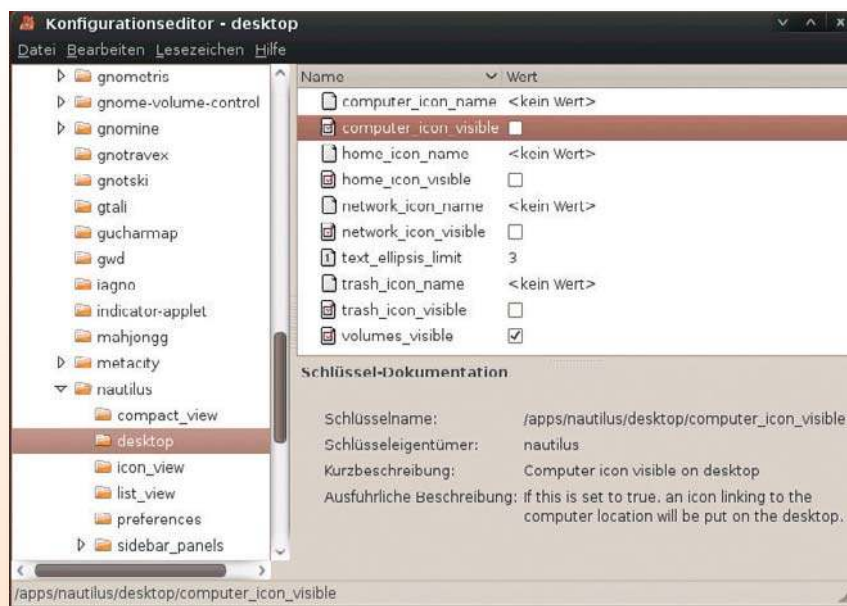 Konfigurationseditor - desktop
Datei Bearbeiten Lesezeichen Hilfe
gnometris
gnome-volume-control
gnomine
gnotravex
gnotski
gtali
gucharmap
gwd
iagno
indicator-applet
mahjongg
metacity
nautilus
compact_view
desktop
icon_view
list_view
preferences
sidebar_panels
Name Wert
computer_icon_name <kein Wert>
computer_icon_visible
home_icon_name <kein Wert>
home_icon_visible
network_icon_name <kein Wert>
network_icon_visible
text_ellipsis_limit 3
trash_icon_name <kein Wert>
trash_icon_visible
volumes_visible
Schlüssel-Dokumentation
Schlüsselname: /apps/nautilus/desktop/computer_icon_visible
Schlüsseleigentümer: nautilus
Kurzbeschreibung: Computer icon visible on desktop
Ausführliche Beschreibung: If this is set to true, an icon linking to the
computer location will be put on the desktop.
/apps/nautilus/desktop/computer_icon_visible